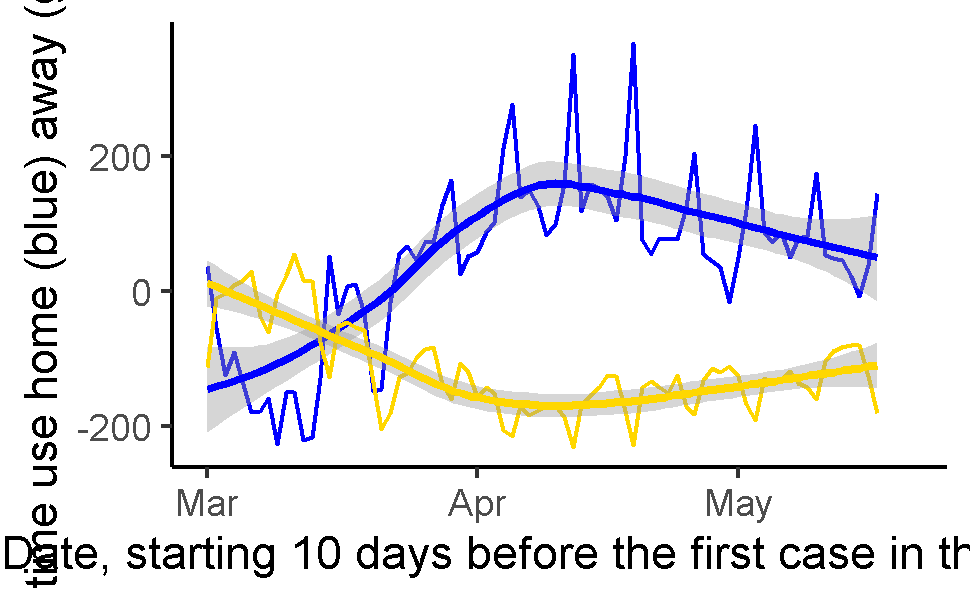 time use home (blue) away (
200
0
-200
Mar Apr May
Date, starting 10 days before the first case in th